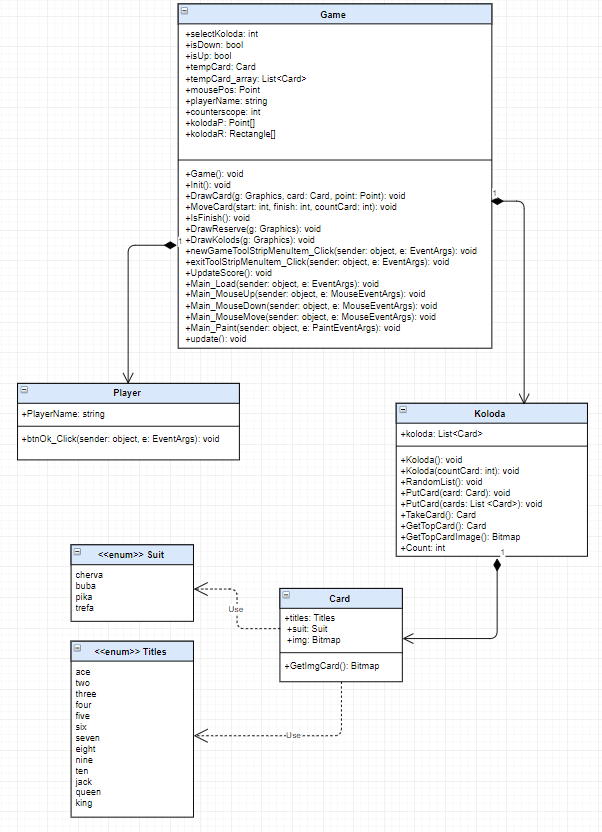 Game
+selectKoloda: int
+isDown: bool
+isUp: bool
+tempCard: Card
+tempCard_array: List<Card>
+mousePos: Point
+playerName: string
+counterscope: int
+kolodaP: Point[]
+kolodaR: Rectangle[]
+Game(): void
+Init(): void
+DrawCard(g: Graphics, card: Card, point: Point): void
+MoveCard(start: int, finish: int, countCard: int): void
+IsFinish(): void
+DrawReserve(g: Graphics): void
+DrawKolods(g: Graphics): void
+newGameToolStripMenuItem_Click(sender: object, e: EventArgs): void
+exitToolStripMenuItem_Click(sender: object, e: EventArgs): void
+UpdateScore(): void
+Main_Load(sender: object, e: EventArgs): void
+Main_MouseUp(sender: object, e: MouseEventArgs): void
+Main_MouseDown(sender: object, e: MouseEventArgs): void
+Main_MouseMove(sender: object, e: MouseEventArgs): void
+Main_Paint(sender: object, e: PaintEventArgs): void
+update(): void
1
1
Player
+PlayerName: string
+btnOk_Click(sender: object, e: EventArgs): void
Koloda
+koloda: List<Card>
+Koloda(): void
+Koloda(countCard: int): void
+RandomList(): void
+PutCard(card: Card): void
+PutCard(cards: List <Card>): void
+TakeCard(): Card
+GetTopCard(): Card
+GetTopCardImage(): Bitmap
+Count: int
1
<<enum>> Suit
cherva
buba
pika
trefa
Use
Card
+titles: Titles
+suit: Suit
+img: Bitmap
+GetImgCard(): Bitmap
<<enum>> Titles
ace
two
three
four
five
six
seven
eight
nine
ten
jack
queen
king
Use